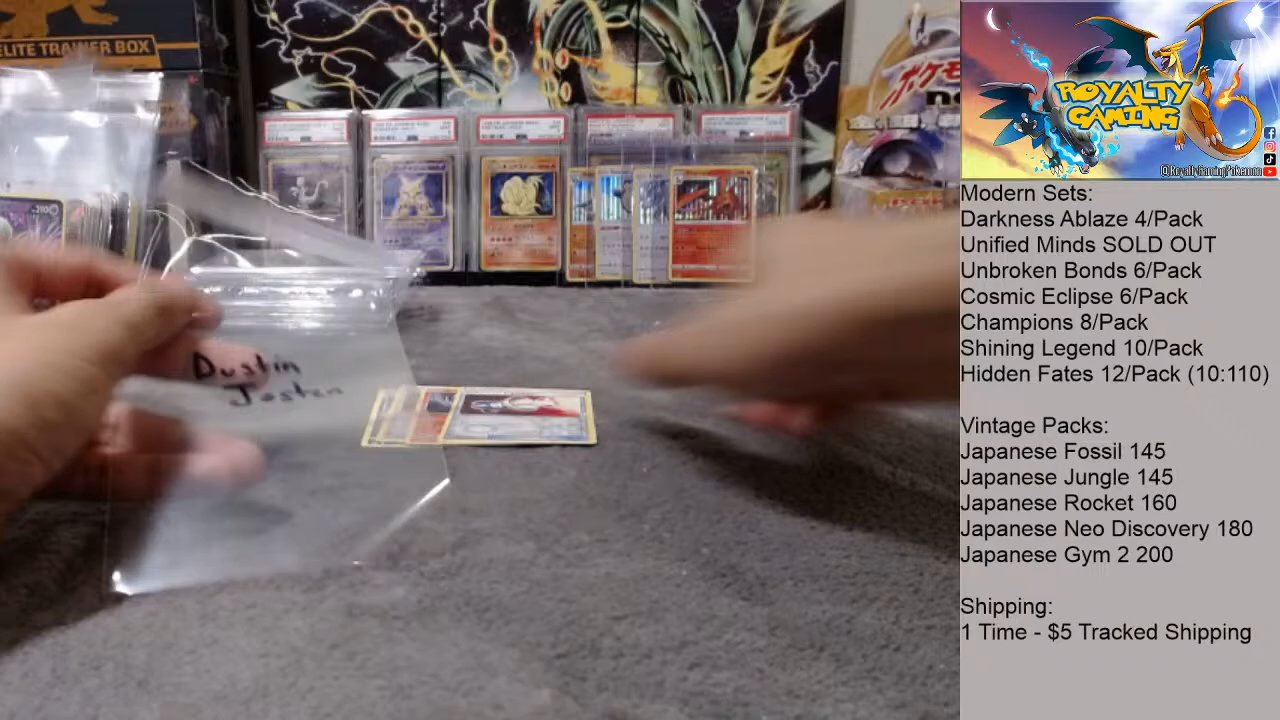 ELITE TRAINER BOX
ポケモ
Dustin
Josten
ROYALTY
GAMING
@RoyaltyGamingPokemon
Modern Sets:
Darkness Ablaze 4/Pack
Unified Minds SOLD OUT
Unbroken Bonds 6/Pack
Cosmic Eclipse 6/Pack
Champions 8/Pack
Shining Legend 10/Pack
Hidden Fates 12/Pack (10:110)
Vintage Packs:
Japanese Fossil 145
Japanese Jungle 145
Japanese Rocket 160
Japanese Neo Discovery 180
Japanese Gym 2 200
Shipping:
1 Time - $5 Tracked Shipping